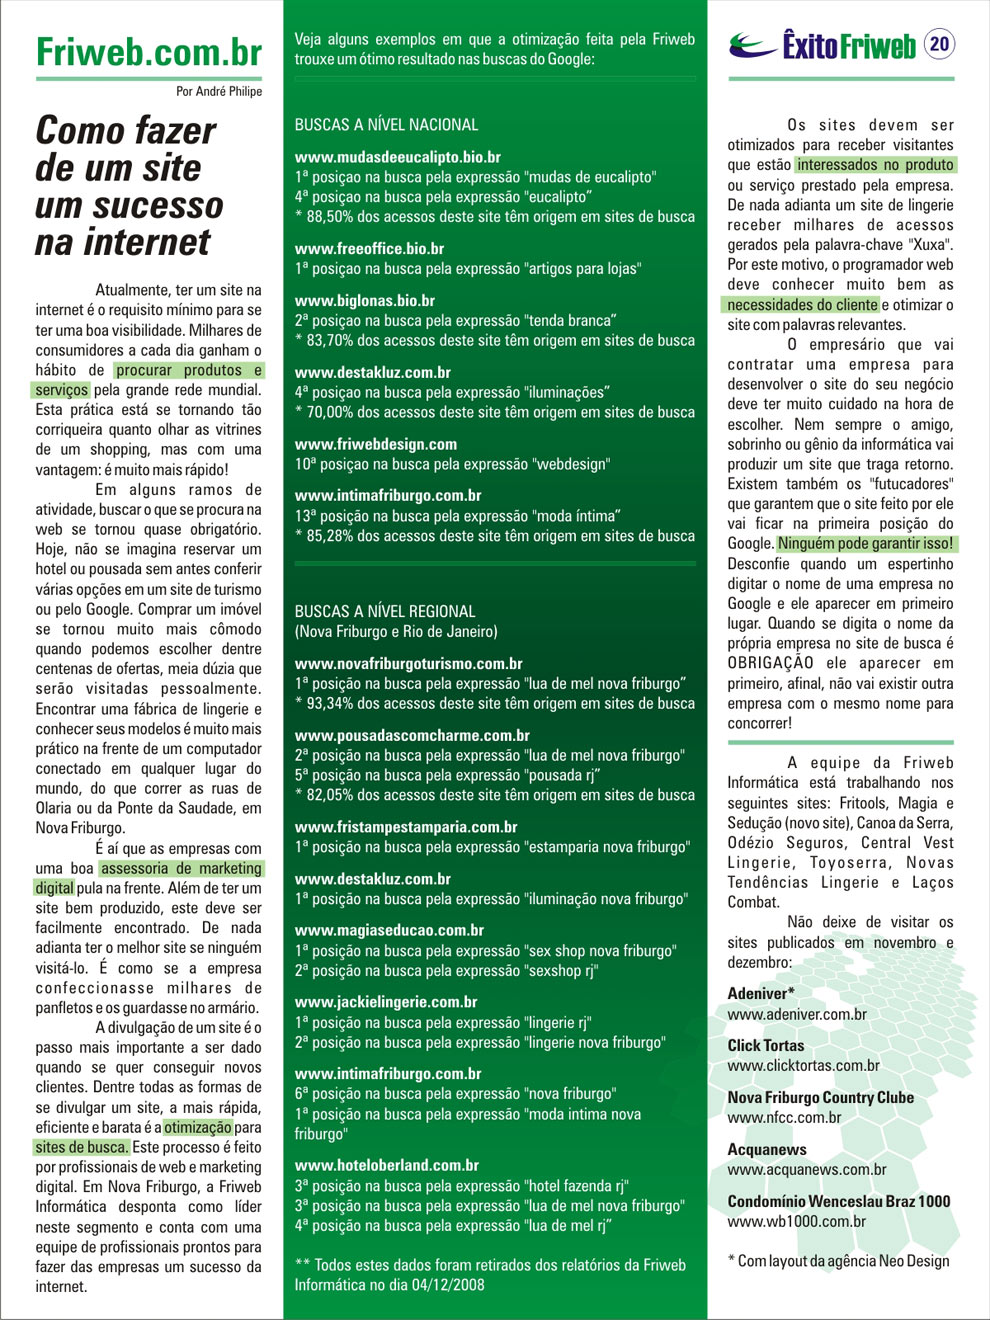 Friweb.com.br
Por André Philipe
Como fazer
de um site
um sucesso
na internet
Atualmente, ter um site na
internet é o requisito mínimo para se
ter uma boa visibilidade. Milhares de
consumidores a cada dia ganham o
hábito de procurar produtos e
serviços pela grande rede mundial.
Esta prática está se tornando tão
corriqueira quanto olhar as vitrines
de um shopping, mas com uma
vantagem: é muito mais rápido!
Em alguns ramos de
atividade, buscar o que se procura na
web se tornou quase obrigatório.
Hoje, não se imagina reservar um
hotel ou pousada sem antes conferir
várias opções em um site de turismo
ou pelo Google. Comprar um imóvel
se tornou muito mais cômodo
quando podemos escolher dentre
centenas de ofertas, meia dúzia que
serão visitadas pessoalmente.
Encontrar uma fábrica de lingerie e
conhecer seus modelos é muito mais
prático na frente de um computador
conectado em qualquer lugar do
mundo, do que correr as ruas de
Olaria ou da Ponte da Saudade, em
Nova Friburgo.
É aí que as empresas com
uma boa assessoria de marketing
digital pula na frente. Além de ter um
site bem produzido, este deve ser
facilmente encontrado. De nada
adianta ter o melhor site se ninguém
visitá-lo. É como se a empresa
confeccionasse milhares de
panfletos e os guardasse no armário.
A divulgação de um site é o
passo mais importante a ser dado
quando se quer conseguir novos
clientes. Dentre todas as formas de
se divulgar um site, a mais rápida,
eficiente e barata é a otimização para
sites de busca. Este processo é feito
por profissionais de web e marketing
digital. Em Nova Friburgo, a Friweb
Informática desponta como líder
neste segmento e conta com uma
equipe de profissionais prontos para
fazer das empresas um sucesso da
internet.
Veja alguns exemplos em que a otimização feita pela Friweb
trouxe um ótimo resultado nas buscas do Google:
BUSCAS A NÍVEL NACIONAL
www.mudasdeeucalipto.bio.br
1ª posiçao na busca pela expressão "mudas de eucalipto"
4ª posiçao na busca pela expressão "eucalipto”
* 88,50% dos acessos deste site têm origem em sites de busca
www.freeoffice.bio.br
1ª posiçao na busca pela expressão "artigos para lojas"
www.biglonas.bio.br
2ª posiçao na busca pela expressão "tenda branca”
* 83,70% dos acessos deste site têm origem em sites de busca
www.destakluz.com.br
4ª posiçao na busca pela expressão "iluminações”
* 70,00% dos acessos deste site têm origem em sites de busca
www.friwebdesign.com
10ª posiçao na busca pela expressão "webdesign"
www.intimafriburgo.com.br
13ª posição na busca pela expressão "moda íntima”
* 85,28% dos acessos deste site têm origem em sites de busca
BUSCAS A NÍVEL REGIONAL
(Nova Friburgo e Rio de Janeiro)
www.novafriburgoturismo.com.br
1ª posição na busca pela expressão "lua de mel nova friburgo”
* 93,34% dos acessos deste site têm origem em sites de busca
www.pousadascomcharme.com.br
2ª posição na busca pela expressão "lua de mel nova friburgo"
5ª posição na busca pela expressão "pousada rj”
* 82,05% dos acessos deste site têm origem em sites de busca
www.fristampestamparia.com.br
1ª posição na busca pela expressão "estamparia nova friburgo"
www.destakluz.com.br
1ª posição na busca pela expressão "iluminação nova friburgo"
www.magiaseducao.com.br
1ª posição na busca pela expressão "sex shop nova friburgo"
2ª posição na busca pela expressão "sexshop rj"
www.jackielingerie.com.br
1ª posição na busca pela expressão "lingerie rj"
2ª posição na busca pela expressão "lingerie nova friburgo"
www.intimafriburgo.com.br
6ª posição na busca pela expressão "nova friburgo"
1ª posição na busca pela expressão "moda intima nova
friburgo"
www.hoteloberland.com.br
3ª posição na busca pela expressão "hotel fazenda rj"
3ª posição na busca pela expressão "lua de mel nova friburgo"
4ª posição na busca pela expressão "lua de mel rj”
** Todos estes dados foram retirados dos relatórios da Friweb
Informática no dia 04/12/2008
ÊxitoFriweb 20
Os sites devem ser
otimizados para receber visitantes
que estão interessados no produto
ou serviço prestado pela empresa.
De nada adianta um site de lingerie
receber milhares de acessos
gerados pela palavra-chave "Xuxa".
Por este motivo, o programador web
deve conhecer muito bem as
necessidades do cliente e otimizar o
site com palavras relevantes.
O empresário que vai
contratar uma empresa para
desenvolver o site do seu negócio
deve ter muito cuidado na hora de
escolher. Nem sempre o amigo,
sobrinho ou gênio da informática vai
produzir um site que traga retorno.
Existem também os "futucadores"
que garantem que o site feito por ele
vai ficar na primeira posição do
Google. Ninguém pode garantir isso!
Desconfie quando um espertinho
digitar o nome de uma empresa no
Google e ele aparecer em primeiro
lugar. Quando se digita o nome da
própria empresa no site de busca é
OBRIGAÇÃO ele aparecer em
primeiro, afinal, não vai existir outra
empresa com o mesmo nome para
concorrer!
A equipe da Friweb
Informática está trabalhando nos
seguintes sites: Fritools, Magia e
Sedução (novo site), Canoa da Serra,
Odézio Seguros, Central Vest
Lingerie, Toyoserra, Novas
Tendências Lingerie e Laços
Combat.
Não deixe de visitar os
sites publicados em novembro e
dezembro:
Adeniver*
www.adeniver.com.br
Click Tortas
www.clicktortas.com.br
Nova Friburgo Country Clube
www.nfcc.com.br
Acquanews
www.acquanews.com.br
Condomínio Wenceslau Braz 1000
www.wb1000.com.br
* Com layout da agência Neo Design